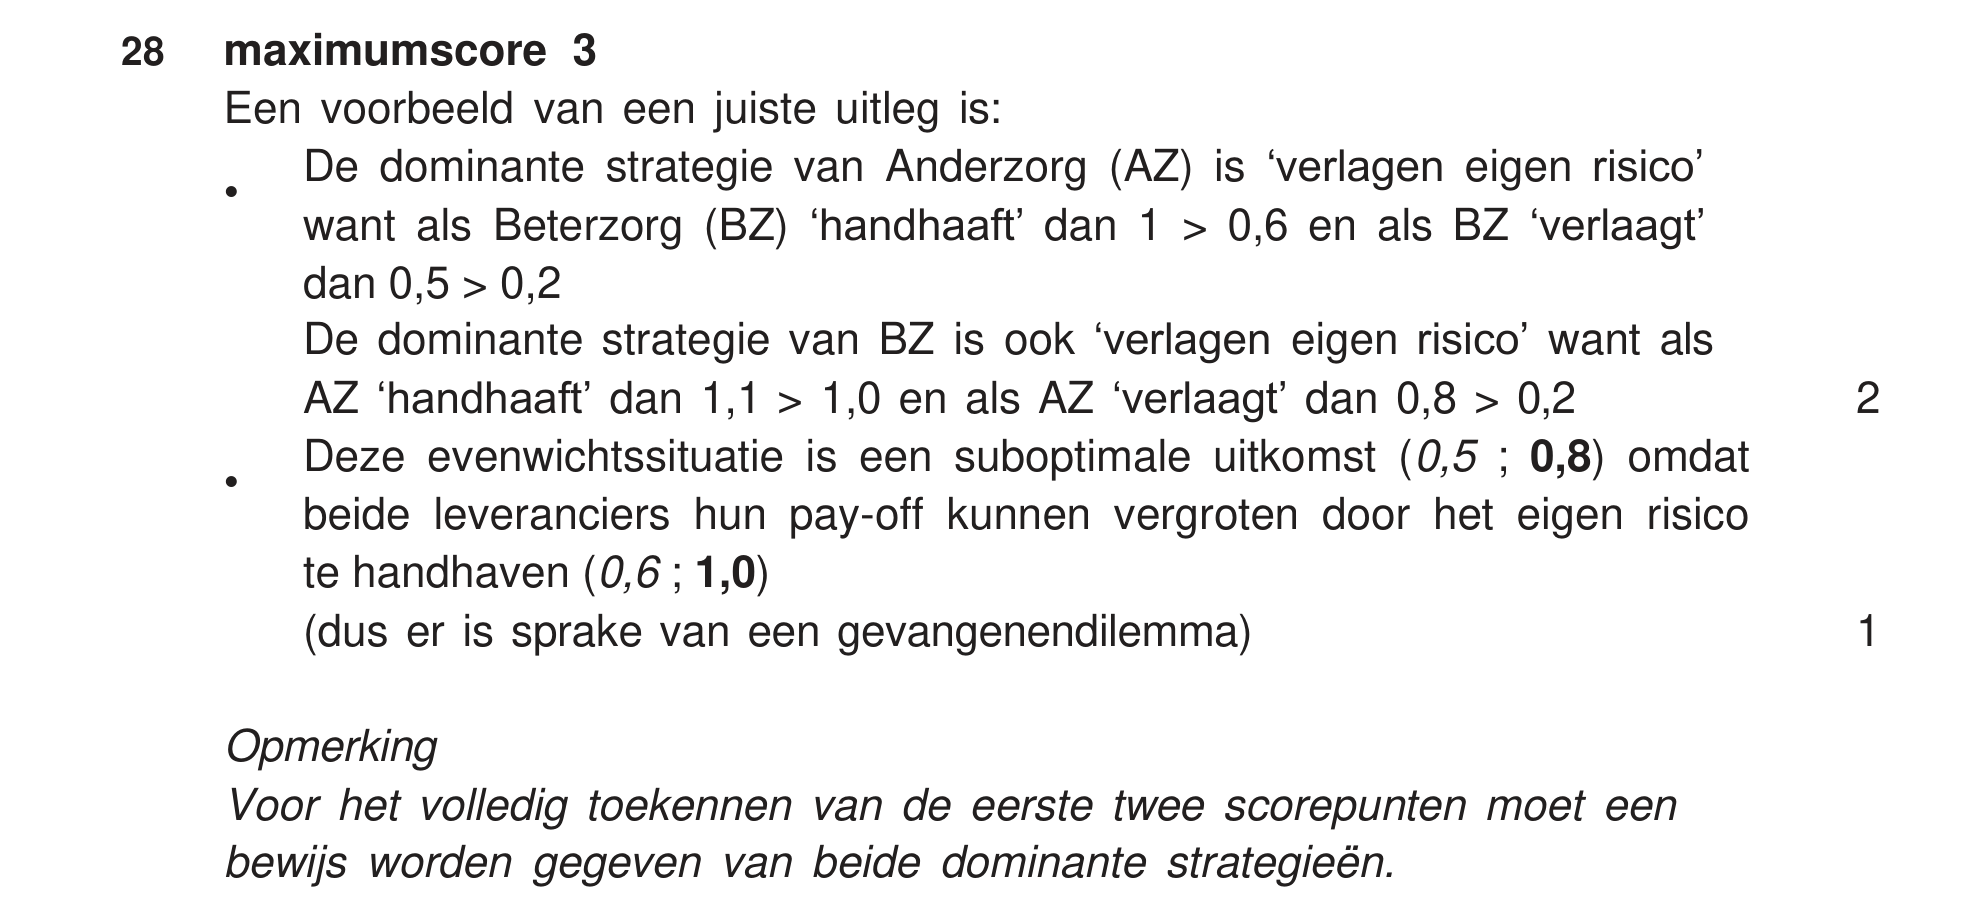 28 maximumscore 3
Een voorbeeld van een juiste uitleg is:
• De dominante strategie van Anderzorg (AZ) is ‘verlagen eigen risico’
want als Beterzorg (BZ) ‘handhaaft’ dan 1 > 0,6 en als BZ ‘verlaagt’
dan 0,5 > 0,2
De dominante strategie van BZ is ook ‘verlagen eigen risico’ want als
AZ ‘handhaaft’ dan 1,1 > 1,0 en als AZ ‘verlaagt’ dan 0,8 > 0,2 2
• Deze evenwichtssituatie is een suboptimale uitkomst (0,5 ; 0,8) omdat
beide leveranciers hun pay-off kunnen vergroten door het eigen risico
te handhaven (0,6 ; 1,0)
(dus er is sprake van een gevangenendilemma) 1
Opmerking
Voor het volledig toekennen van de eerste twee scorepunten moet een
bewijs worden gegeven van beide dominante strategieën.